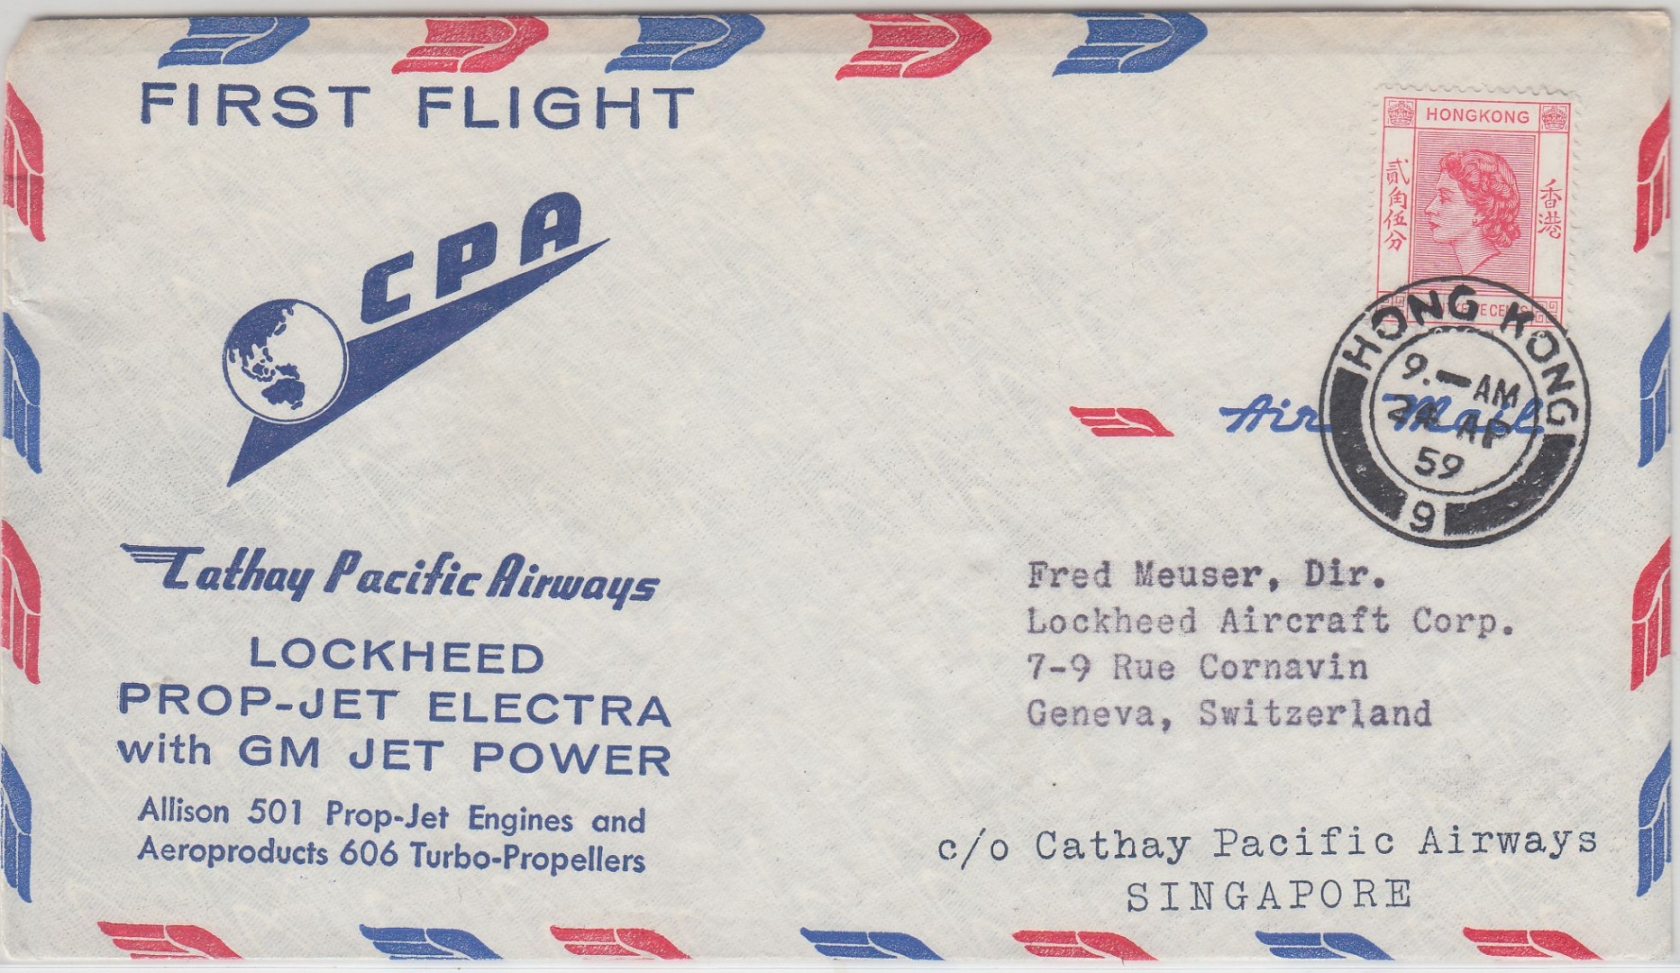 FIRST FLIGHT
CPA
Cathay Pacific Airways
LOCKHEED
PROP-JET ELECTRA
with GM JET POWER
Allison 501 Prop-Jet Engines and
Aeroproducts 606 Turbo-Propellers
HONGKONG
貳角伍分
香港
HONG KONG
9.—AM
24 AP
59
9
Air Mail
Fred Meuser, Dir.
Lockheed Aircraft Corp.
7-9 Rue Cornavin
Geneva, Switzerland
c/o Cathay Pacific Airways
SINGAPORE